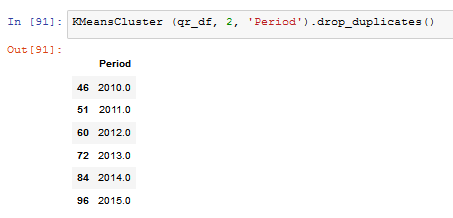 In [91]: KMeansCluster (qr_df, 2, 'Period').drop_duplicates()
Out[91]:
Period
46 2010.0
51 2011.0
60 2012.0
72 2013.0
84 2014.0
96 2015.0